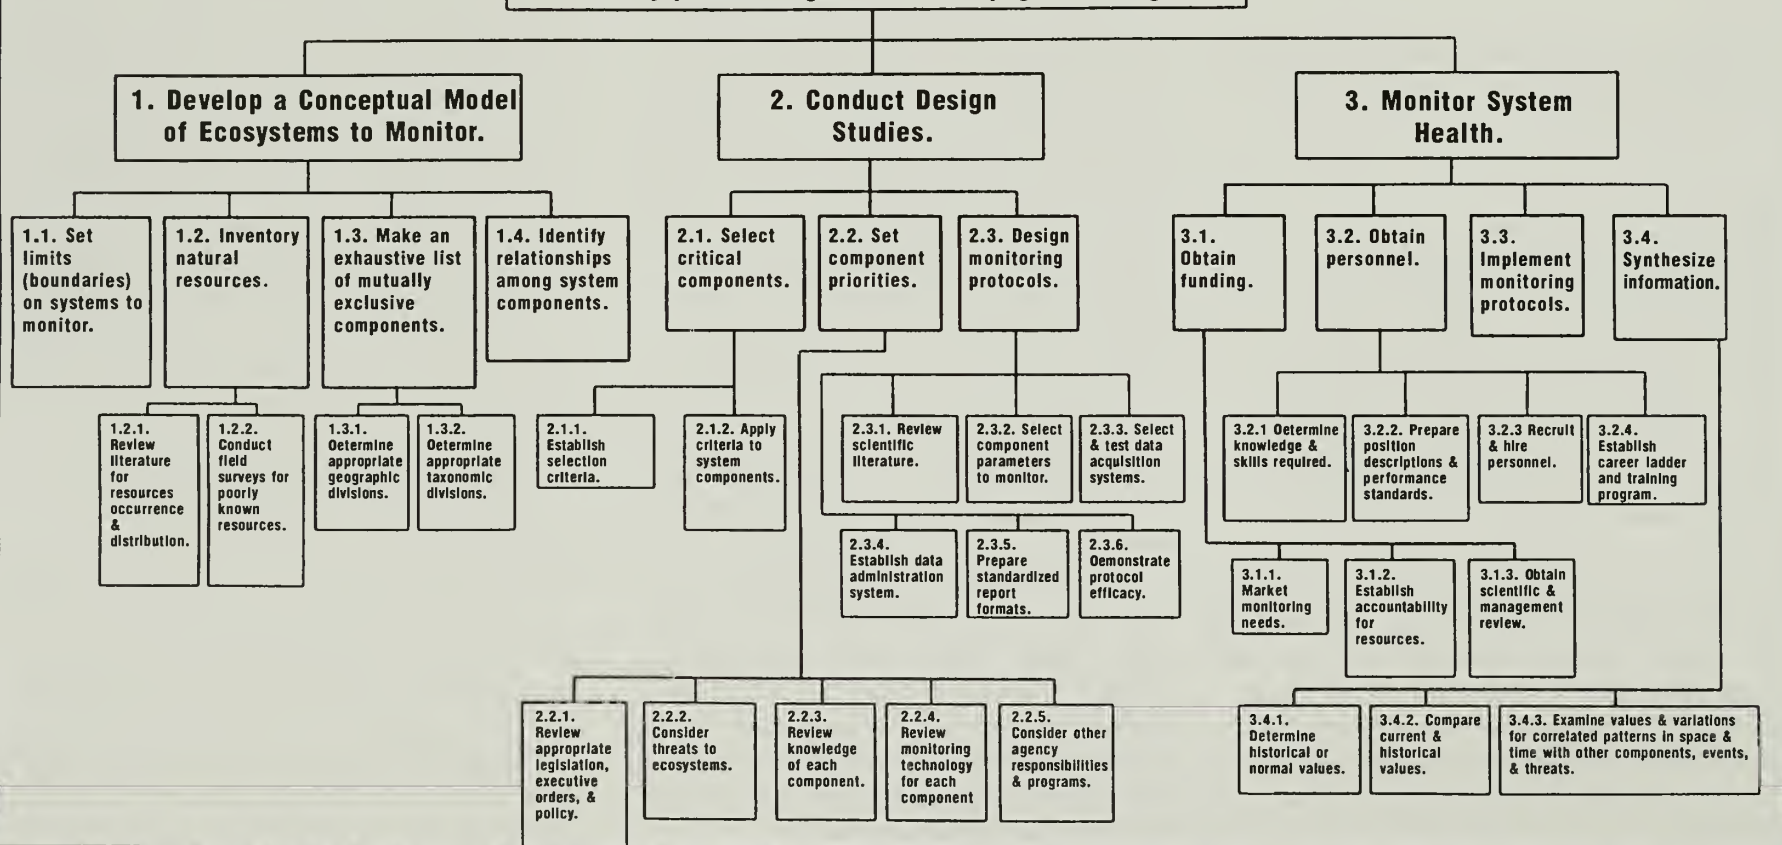 1. Develop a Conceptual Model
of Ecosystems to Monitor.
2. Conduct Design
Studies.
3. Monitor System
Health.
1.1. Set
limits
(boundaries)
on systems to
monitor.
1.2. Inventory
natural
resources.
1.3. Make an
exhaustive list
of mutually
exclusive
components.
1.4. Identify
relationships
among system
components.
2.1. Select
critical
components.
2.2. Set
component
priorities.
2.3. Design
monitoring
protocols.
3.1.
Obtain
funding.
3.2. Obtain
personnel.
3.3.
Implement
monitoring
protocols.
3.4.
Synthesize
information.
1.2.1.
Review
literature
for
resources
occurrence
&
distribution.
1.2.2.
Conduct
field
surveys for
poorly
known
resources.
1.3.1.
Determine
appropriate
geographic
divisions.
1.3.2.
Determine
appropriate
taxonomic
divisions.
2.1.1.
Establish
selection
criteria.
2.1.2. Apply
criteria to
system
components.
2.3.1. Review
scientific
literature.
2.3.2. Select
component
parameters
to monitor.
2.3.3. Select
& test data
acquisition
systems.
2.3.4.
Establish data
administration
system.
2.3.5.
Prepare
standardized
report
formats.
2.3.6.
Demonstrate
protocol
efficacy.
3.2.1 Determine
knowledge &
skills required.
3.2.2. Prepare
position
descriptions &
performance
standards.
3.2.3 Recruit
& hire
personnel.
3.2.4.
Establish
career ladder
and training
program.
3.1.1.
Market
monitoring
needs.
3.1.2.
Establish
accountability
for
resources.
3.1.3. Obtain
scientific &
management
review.
2.2.1.
Review
appropriate
legislation,
executive
orders, &
policy.
2.2.2.
Consider
threats to
ecosystems.
2.2.3
Review
knowledge
of each
component.
2.2.4
Review
monitoring
technology
for each
component
2.2.5.
Consider other
agency
responsibilities
& programs.
3.4.1.
Determine
historical or
normal values.
3.4.2. Compare
current &
historical
values.
3.4.3. Examine values & variations
for correlated patterns in space &
time with other components, events,
& threats.